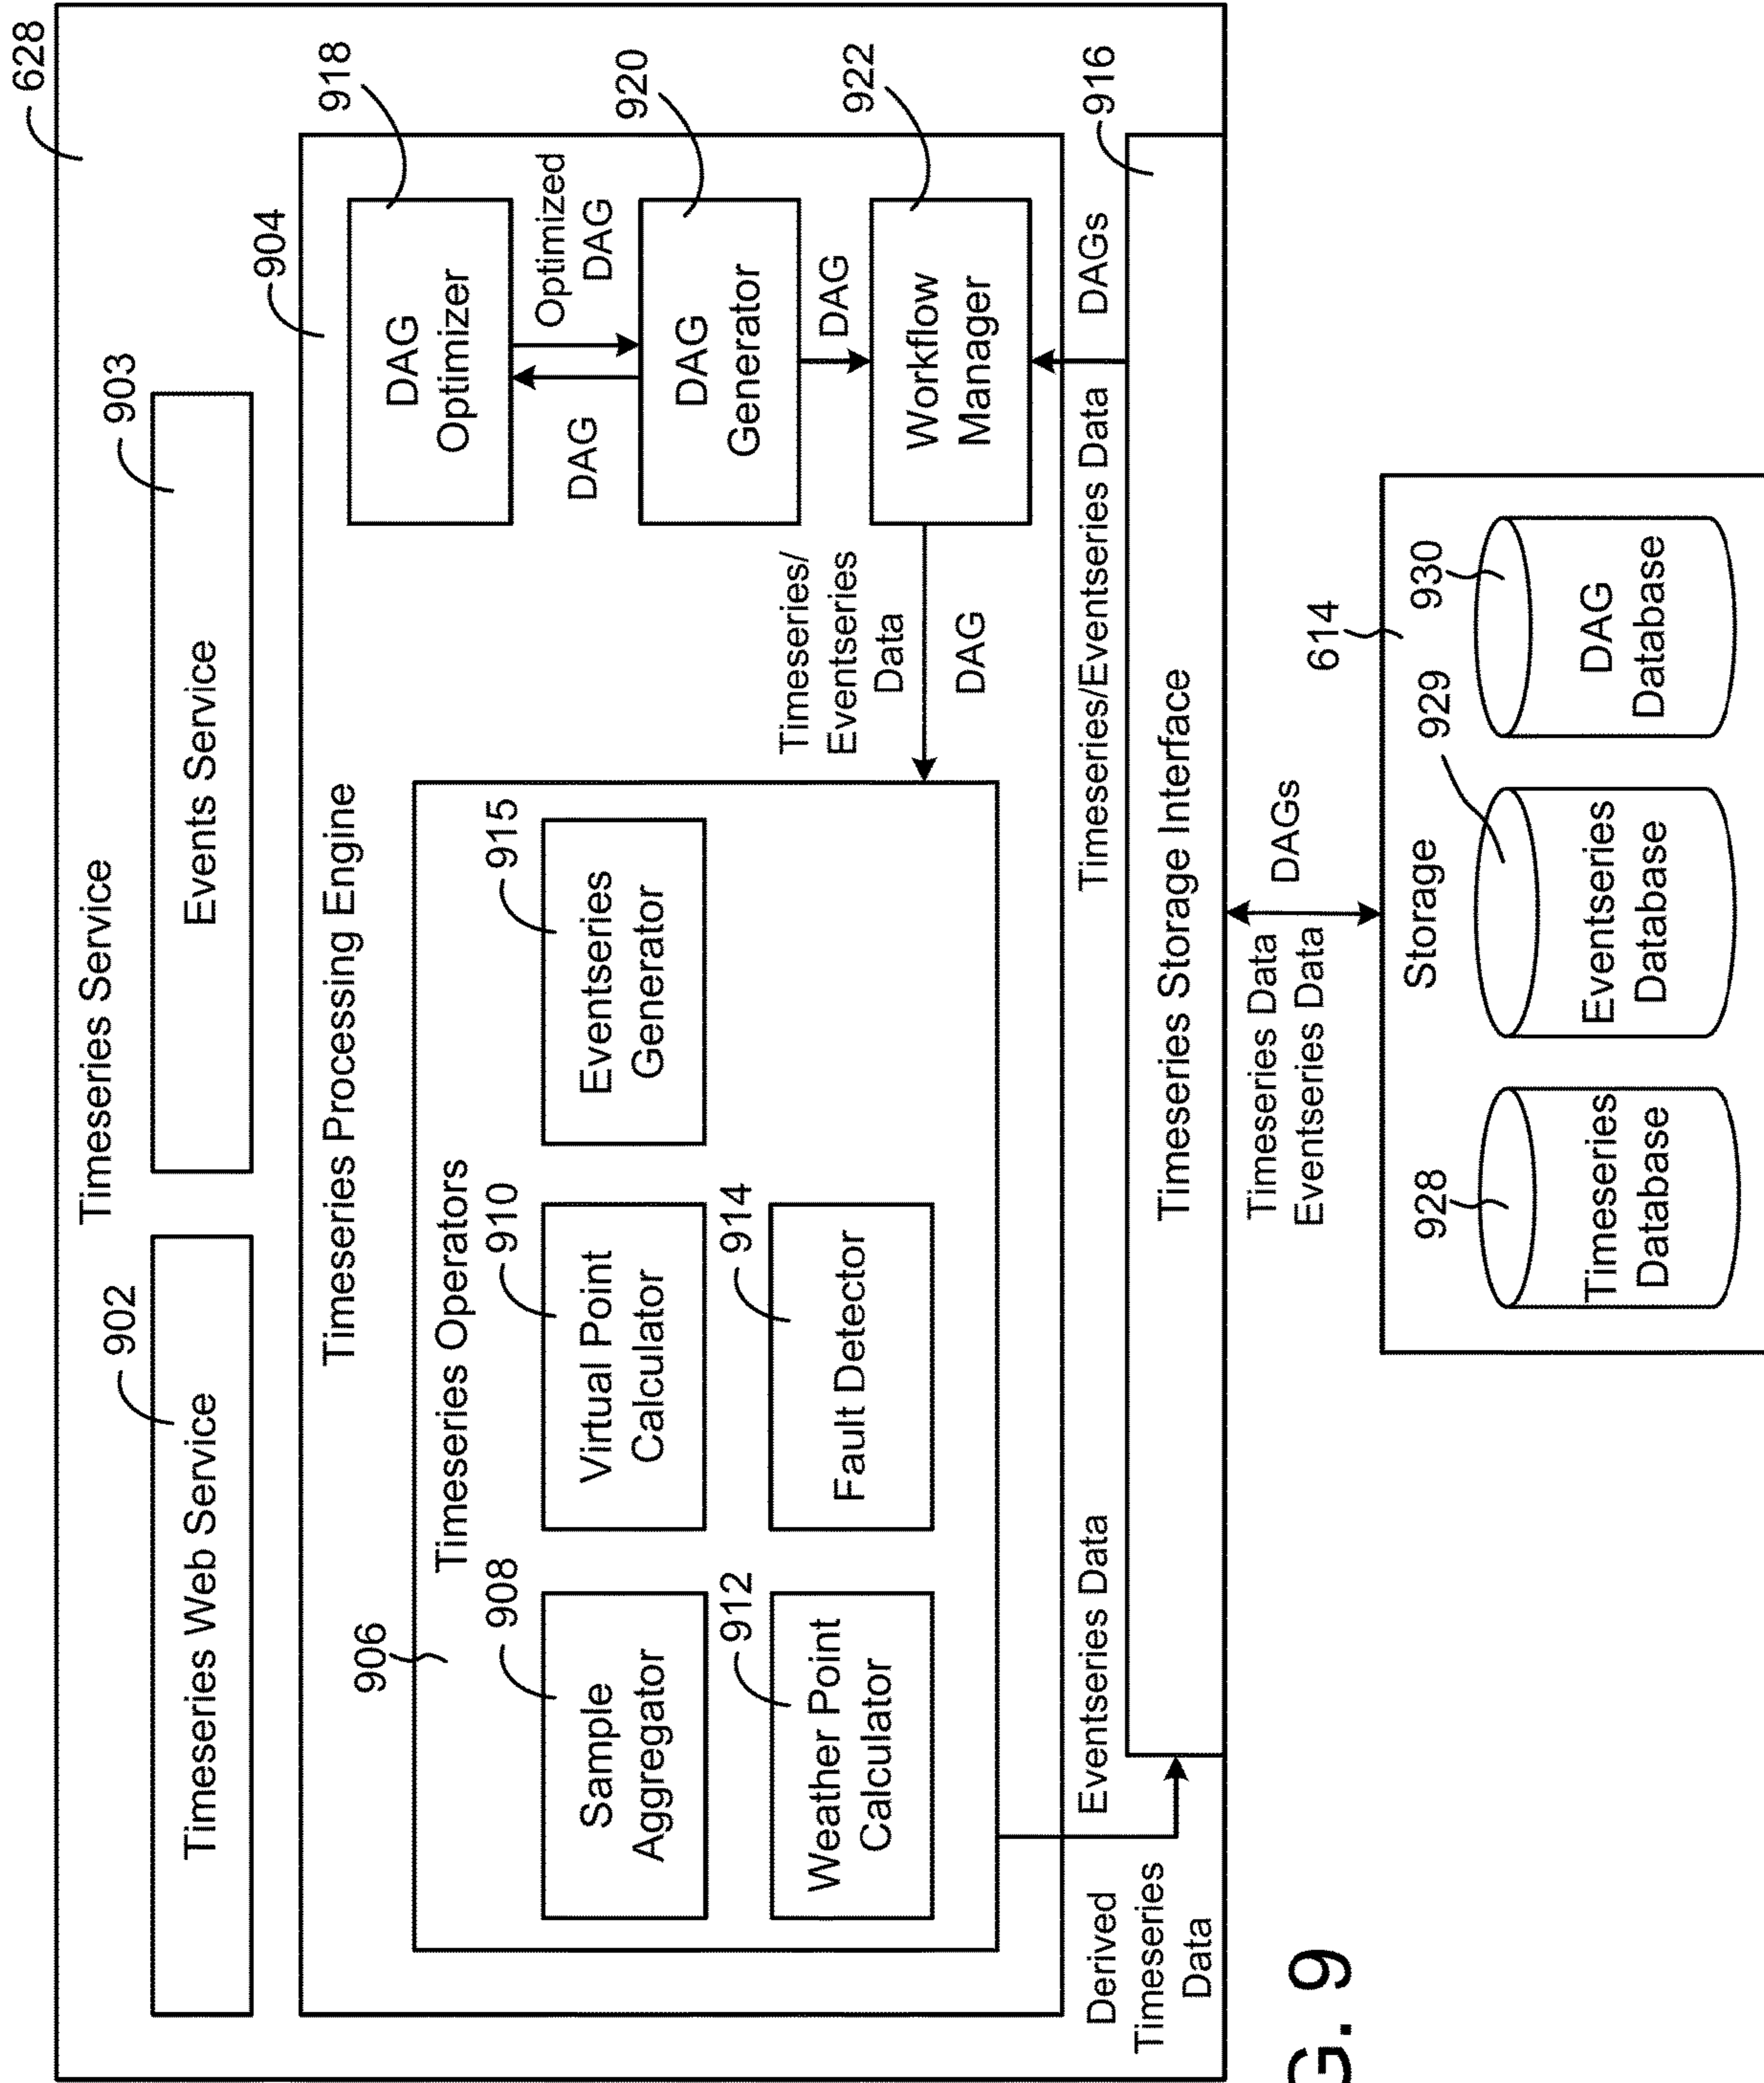 628
Timeseries Service
902
903
Timeseries Web Service
Events Service
904
Timeseries Processing Engine
906
Timeseries Operators
908
Sample
Aggregator
910
Virtual Point
Calculator
915
Eventseries
Generator
912
Weather Point
Calculator
914
Fault Detector
918
DAG
Optimizer
DAG
Optimized
DAG
920
DAG
Generator
DAG
922
Workflow
Manager
Timeseries/
Eventseries
Data
DAG
Derived
Timeseries
Data
Eventseries Data
Timeseries/Eventseries Data
DAGs
916
Timeseries Storage Interface
Timeseries Data
Eventseries Data
DAGs
614
Storage
928
Timeseries
Database
929
Eventseries
Database
930
DAG
Database
G. 9